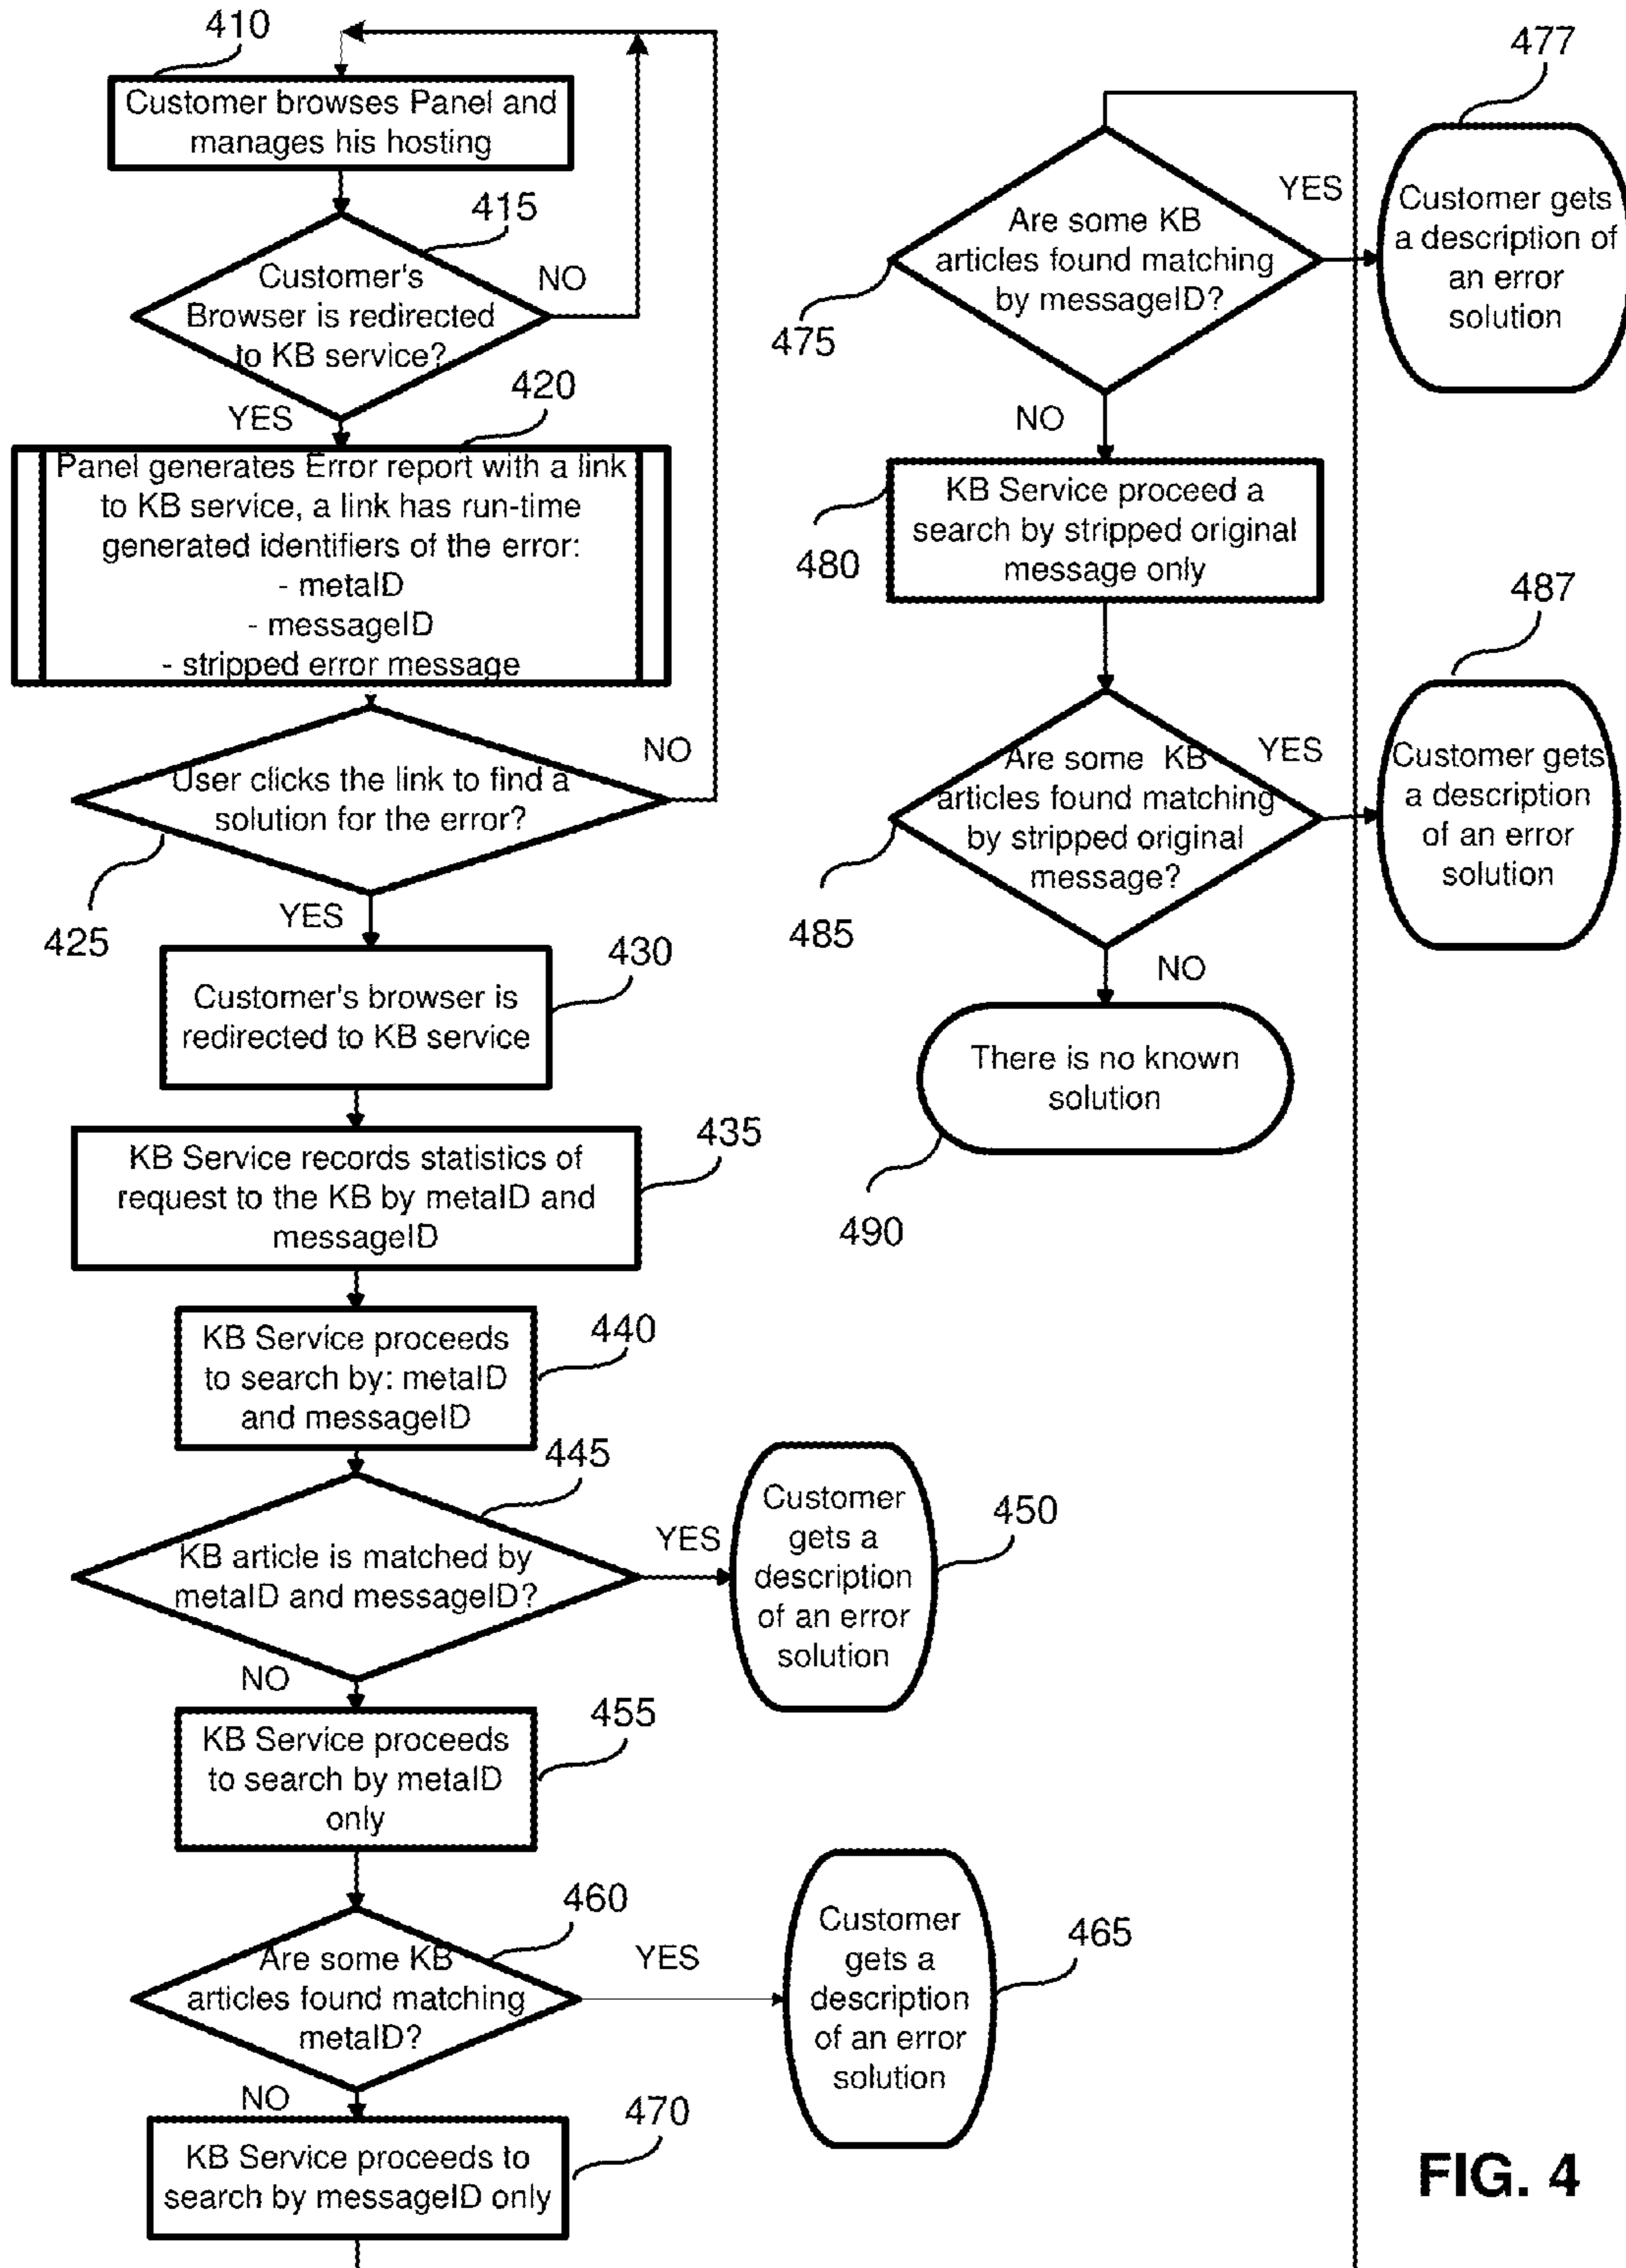 410
Customer browses Panel and
manages his hosting
415
Customer's
Browser is redirected
to KB service?
NO
YES
420
Panel generates Error report with a link
to KB service, a link has run-time
generated identifiers of the error:
- metaID
- messageID
- stripped error message
User clicks the link to find a
solution for the error?
NO
425
YES
Customer's browser is
redirected to KB service
430
KB Service records statistics of
request to the KB by metaID and
messageID
435
KB Service proceeds
to search by: metaID
and messageID
440
445
KB article is matched by
metaID and messageID?
YES
Customer
gets a
description
of an error
solution
450
NO
KB Service proceeds
to search by metaID
only
455
460
Are some KB
articles found matching
metaID?
YES
Customer
gets a
description
of an error
solution
465
NO
470
KB Service proceeds to
search by messageID only
Are some KB
articles found matching
by messageID?
475
YES
477
Customer gets
a description of
an error
solution
NO
KB Service proceed a
search by stripped original
message only
480
Are some KB
articles found matching
by stripped original
message?
485
YES
487
Customer gets
a description
of an error
solution
NO
There is no known
solution
490
FIG. 4